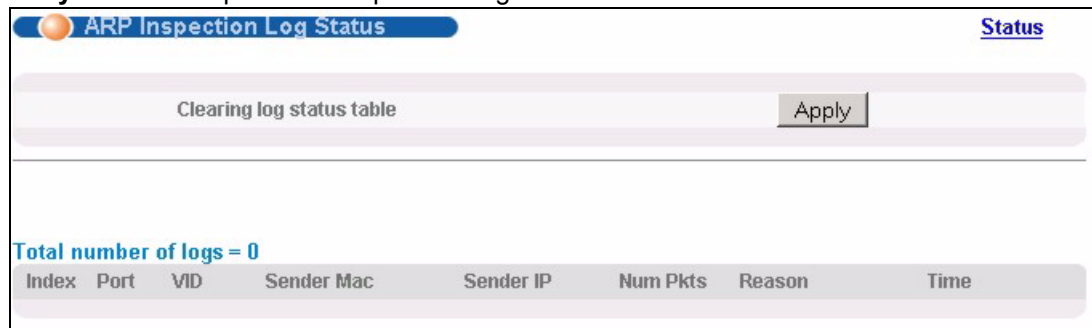 ARP Inspection Log Status Status
Clearing log status table Apply
Total number of logs = 0
Index Port VID Sender Mac Sender IP Num Pkts Reason Time